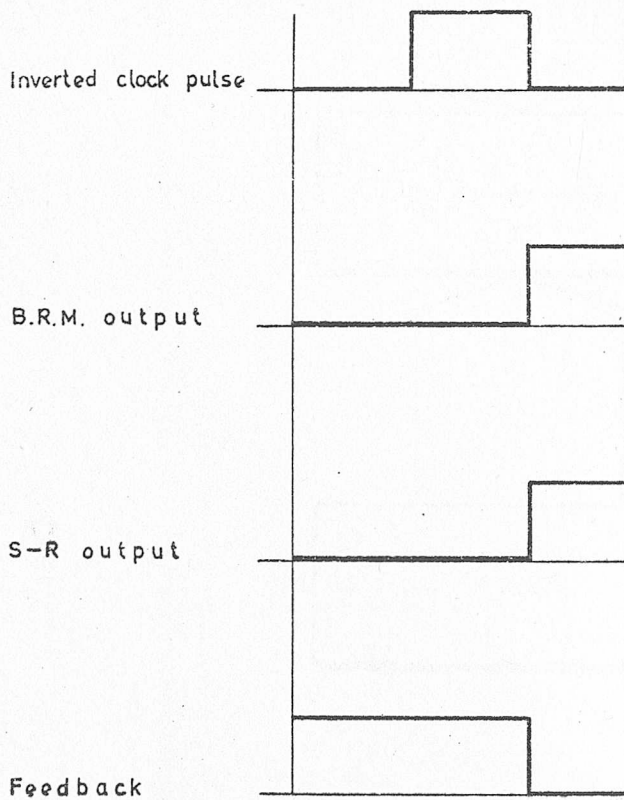 Inverted clock pulse
B.R.M. output
S-R output
Feedback